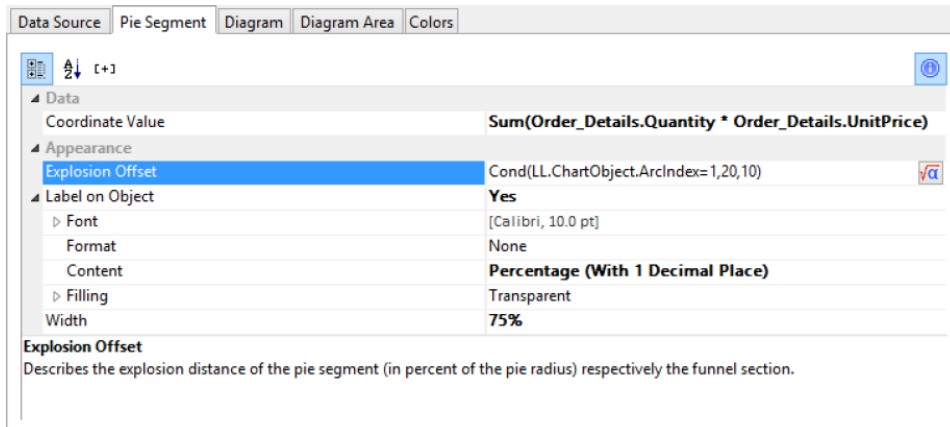 Data Source Pie Segment Diagram Diagram Area Colors
A Z [+]
Data
Coordinate Value Sum(Order_Details.Quantity * Order_Details.UnitPrice)
Appearance
Explosion Offset Cond(LL.ChartObject.ArcIndex=1,20,10) √α
Label on Object Yes
Font [Calibri, 10.0 pt]
Format None
Content Percentage (With 1 Decimal Place)
Filling Transparent
Width 75%
Explosion Offset
Describes the explosion distance of the pie segment (in percent of the pie radius) respectively the funnel section.